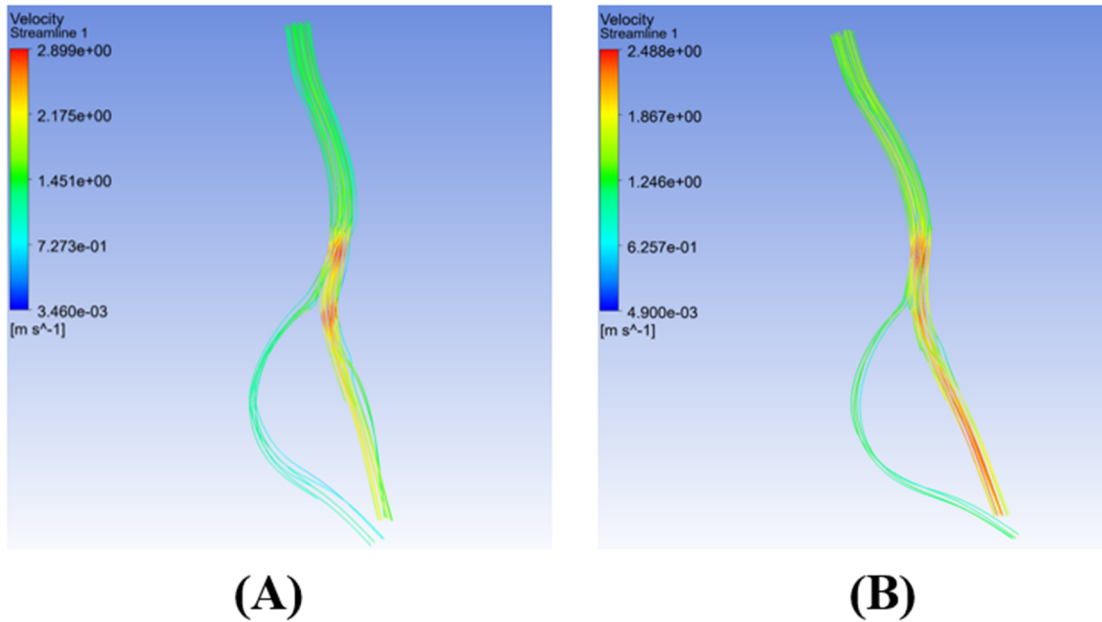 Velocity
Streamline 1
2.899e+00
2.175e+00
1.451e+00
7.273e-01
3.460e-03
[m s^-1]
(A)
Velocity
Streamline 1
2.488e+00
1.867e+00
1.246e+00
6.257e-01
4.900e-03
[m s^-1]
(B)